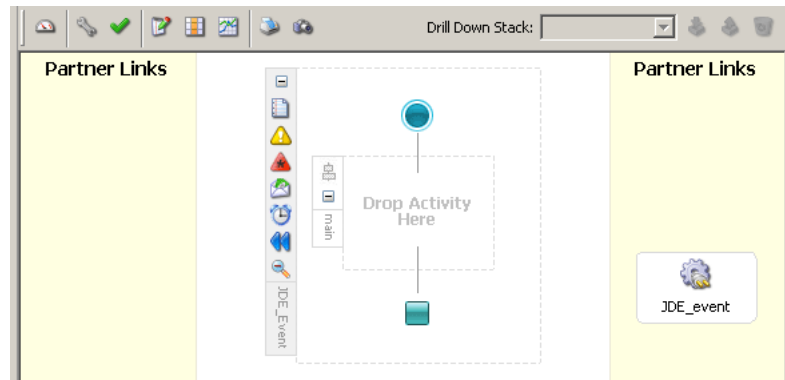 Drill Down Stack:
Partner Links
Partner Links
Drop Activity
Here
main
JDE_Event
JDE_event